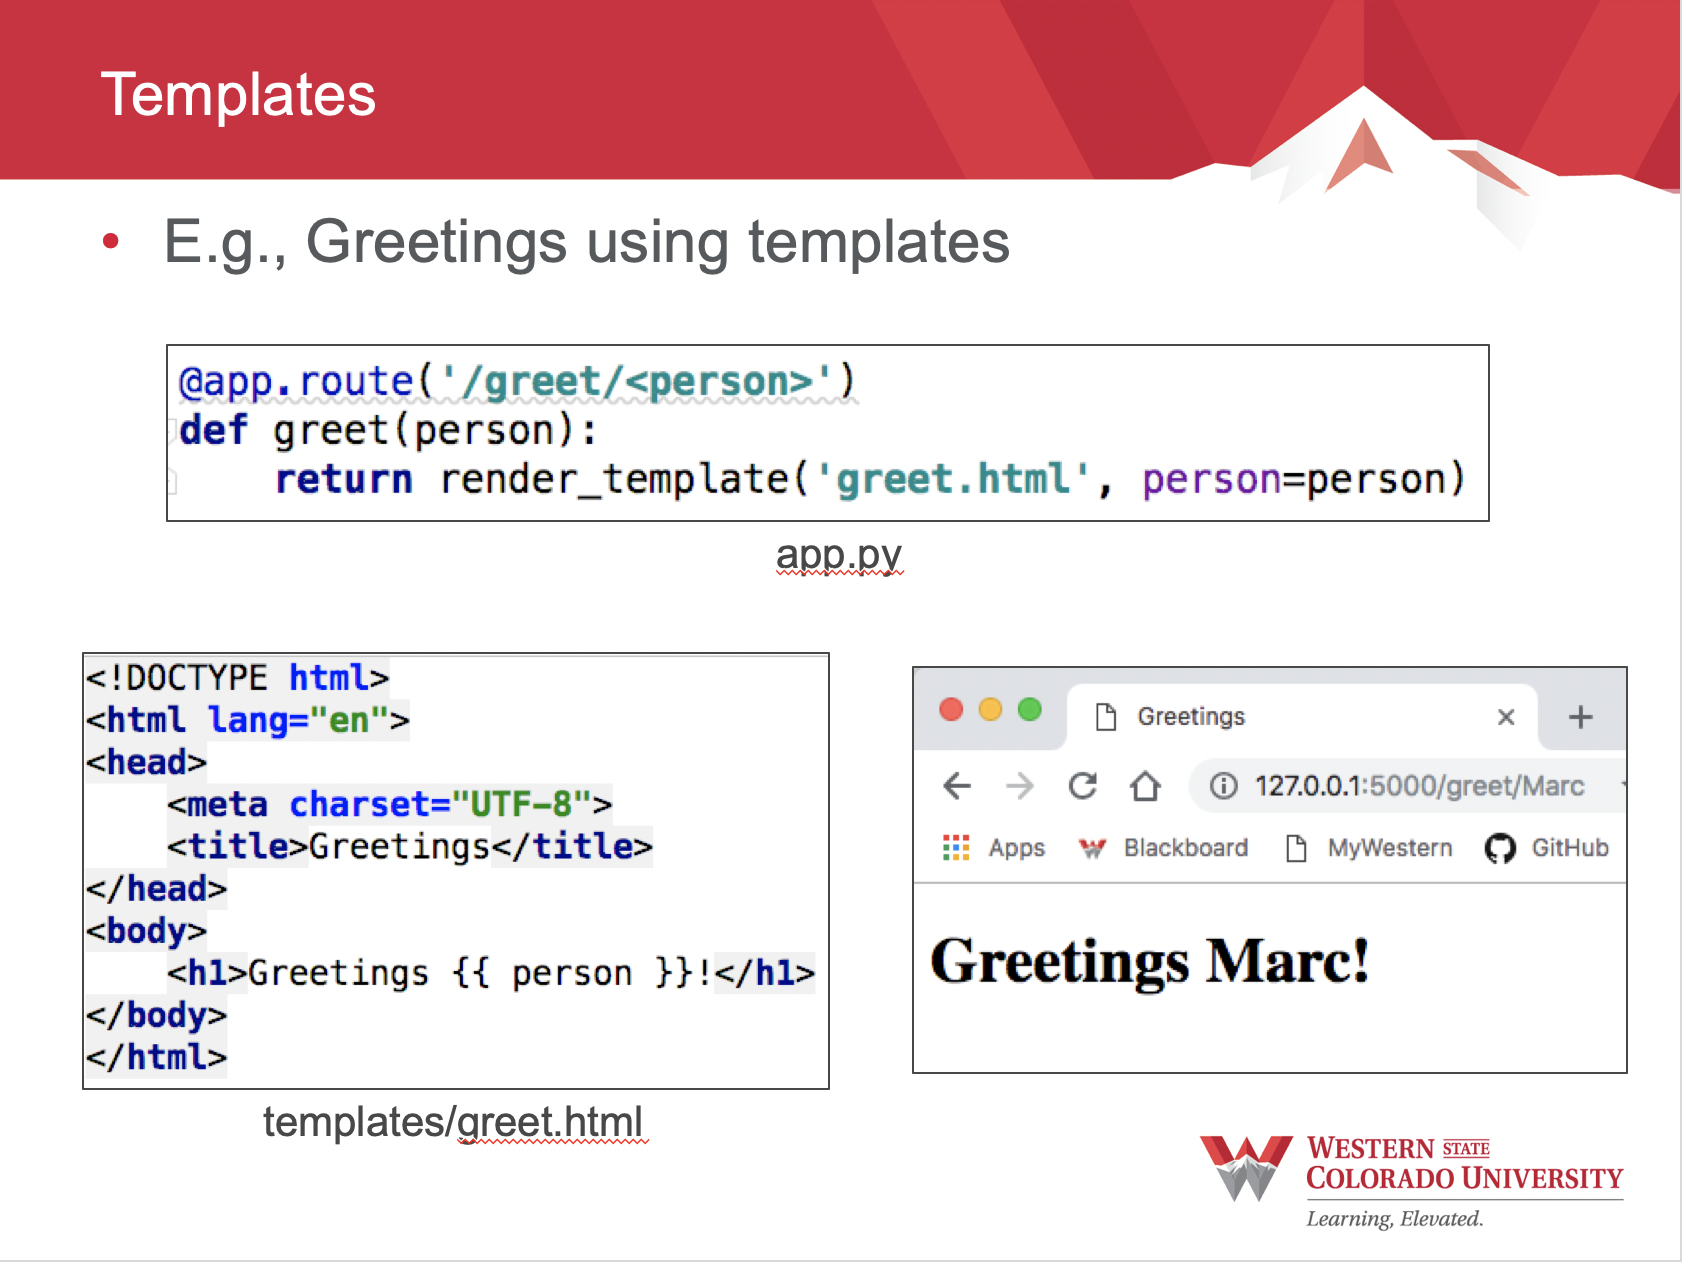 Templates
• E.g., Greetings using templates
@app.route('/greet/<person>')
def greet(person):
    return render_template('greet.html', person=person)
app.py
<!DOCTYPE html>
<html lang="en">
<head>
    <meta charset="UTF-8">
    <title>Greetings</title>
</head>
<body>
    <h1>Greetings {{ person }}!</h1>
</body>
</html>
templates/greet.html
Greetings
127.0.0.1:5000/greet/Marc
Apps Blackboard MyWestern GitHub
Greetings Marc!
WESTERN STATE
COLORADO UNIVERSITY
Learning, Elevated.